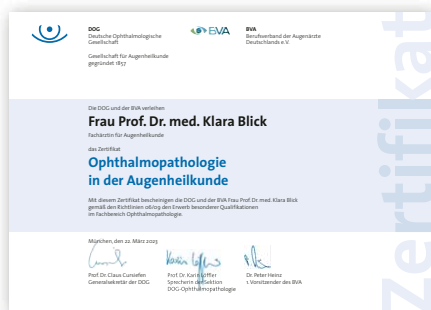 DOG
Deutsche Ophthalmologische
Gesellschaft
Gesellschaft für Augenheilkunde
gegründet 1857
BVA
BVA
Berufsverband der Augenärzte
Deutschlands e.V.
Zertifikat
Die DOG und der BVA verleihen
Frau Prof. Dr. med. Klara Blick
Fachärztin für Augenheilkunde
das Zertifikat
Ophthalmopathologie
in der Augenheilkunde
Mit diesem Zertifikat bescheinigen die DOG und der BVA Frau Prof. Dr. med. Klara Blick
gemäß den Richtlinien 08/09 den Erwerb besonderer Qualifikationen
im Fachbereich Ophthalmopathologie.
München, den 22. März 2023
Prof. Dr. Claus Cursiefen
Generalsekretär der DOG
Prof. Dr. Karin Löffler
Sprecherin der Sektion
DOG-Ophthalmopathologie
Dr. Peter Heinz
1. Vorsitzender des BVA